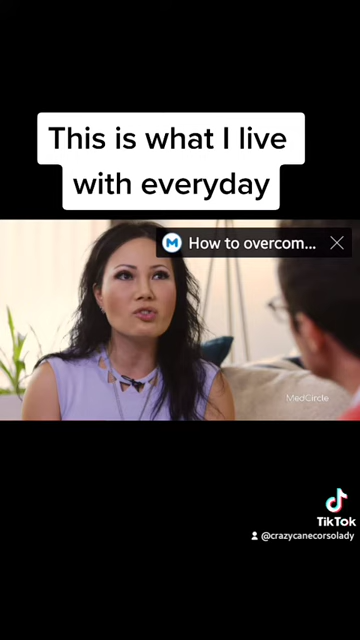 This is what I live
with everyday
M How to overcom...
MedCircle
TikTok
@crazycanecorsolady